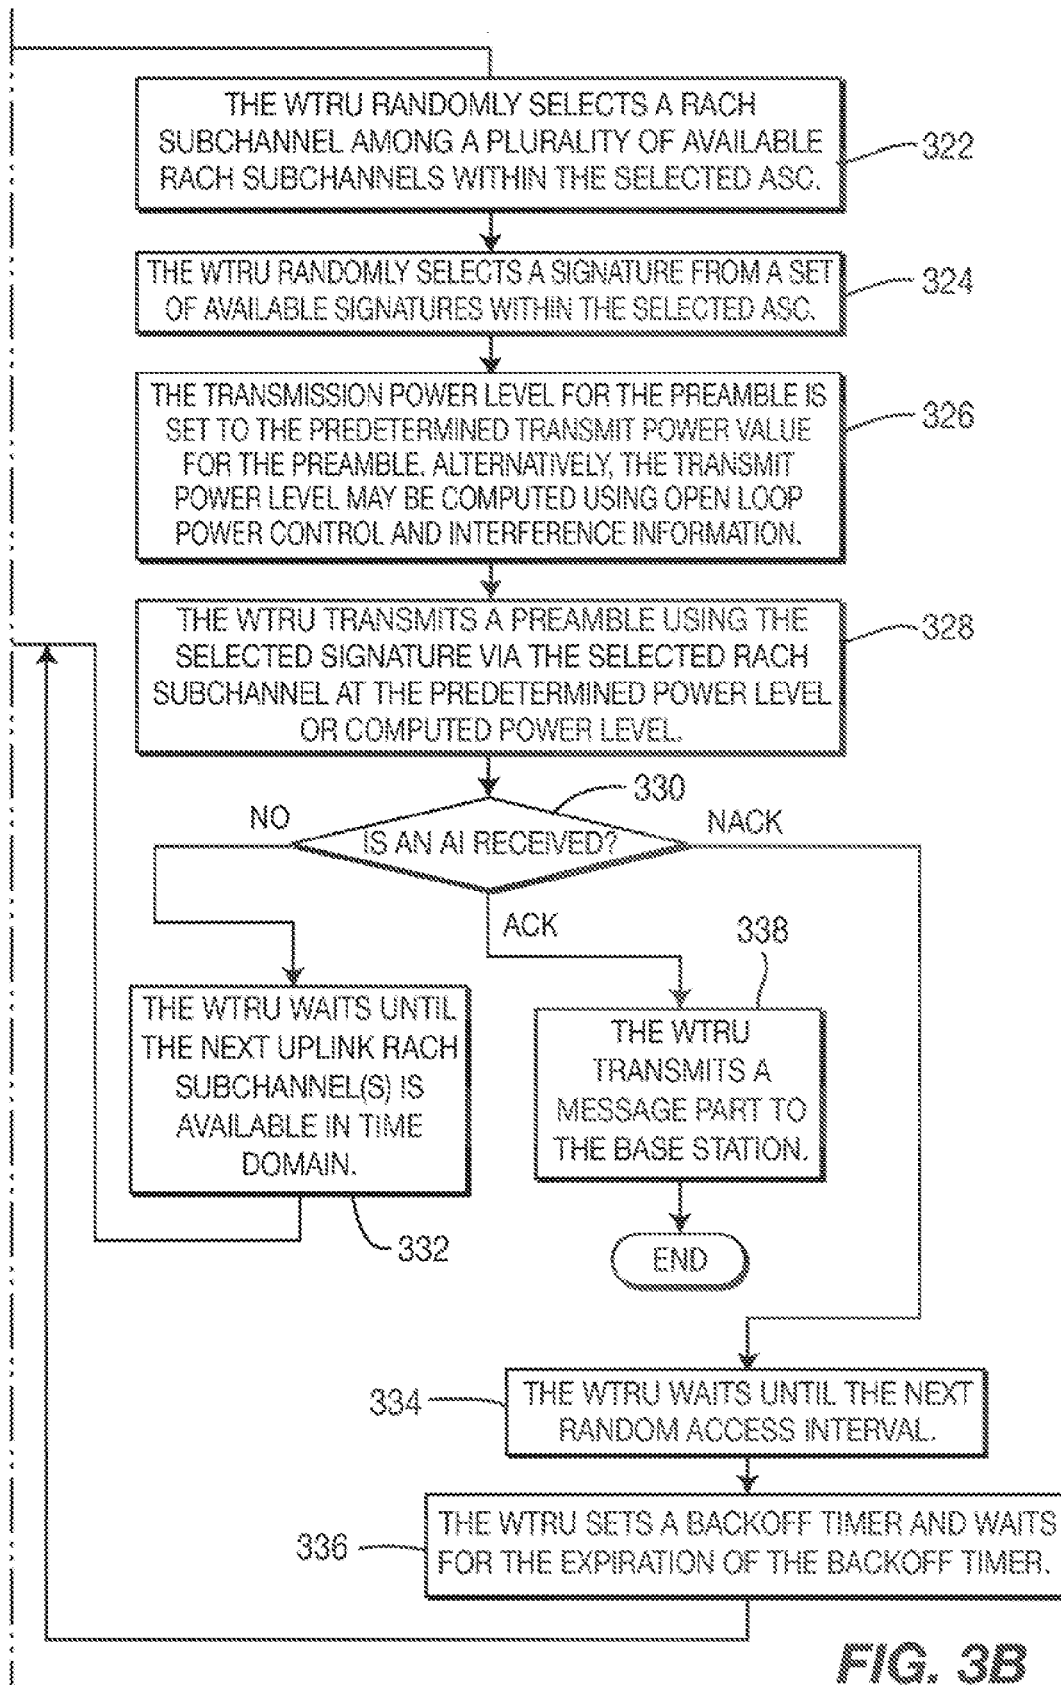 THE WTRU RANDOMLY SELECTS A RACH
SUBCHANNEL AMONG A PLURALITY OF AVAILABLE
RACH SUBCHANNELS WITHIN THE SELECTED ASC.
322
THE WTRU RANDOMLY SELECTS A SIGNATURE FROM A SET
OF AVAILABLE SIGNATURES WITHIN THE SELECTED ASC.
324
THE TRANSMISSION POWER LEVEL FOR THE PREAMBLE IS
SET TO THE PREDETERMINED TRANSMIT POWER VALUE
FOR THE PREAMBLE. ALTERNATIVELY, THE TRANSMIT
POWER LEVEL MAY BE COMPUTED USING OPEN LOOP
POWER CONTROL AND INTERFERENCE INFORMATION.
326
THE WTRU TRANSMITS A PREAMBLE USING THE
SELECTED SIGNATURE VIA THE SELECTED RACH
SUBCHANNEL AT THE PREDETERMINED POWER LEVEL
OR COMPUTED POWER LEVEL.
328
330
NO
IS AN AI RECEIVED?
NACK
ACK
338
THE WTRU WAITS UNTIL
THE NEXT UPLINK RACH
SUBCHANNEL(S) IS
AVAILABLE IN TIME
DOMAIN.
332
THE WTRU
TRANSMITS A
MESSAGE PART TO
THE BASE STATION.
END
334
THE WTRU WAITS UNTIL THE NEXT
RANDOM ACCESS INTERVAL.
336
THE WTRU SETS A BACKOFF TIMER AND WAITS
FOR THE EXPIRATION OF THE BACKOFF TIMER.
FIG. 3B